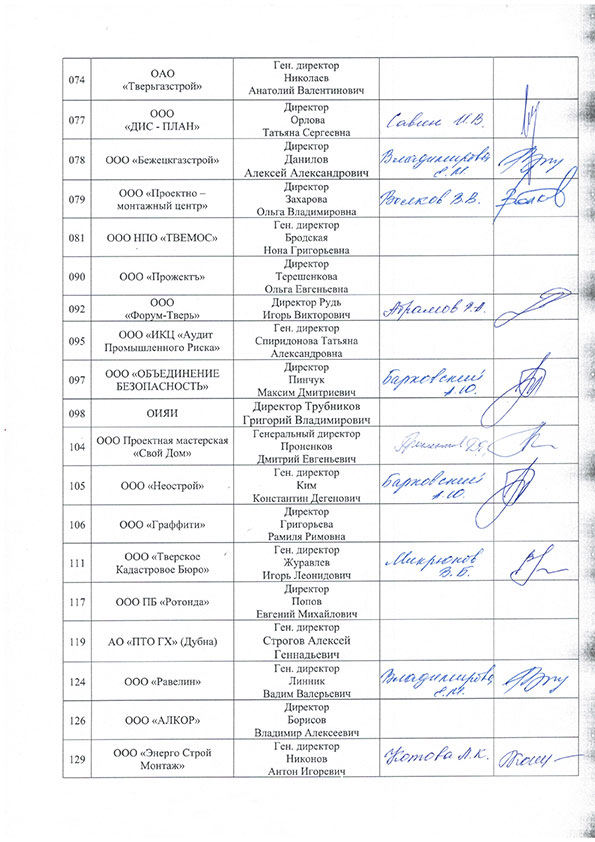 074
ОАО
«Тверьгазстрой»
Ген. директор
Николаев
Анатолий Валентинович
077
ООО
«ДИС - ПЛАН»
Директор
Орлова
Татьяна Сергеевна
Савин И.В.
078
ООО «Бежецкгазстрой»
Директор
Данилов
Алексей Александрович
Владимирова
Е.М.
079
ООО «Проектно –
монтажный центр»
Директор
Захарова
Ольга Владимировна
Волков В.В.
081
ООО НПО «ТВЕМОС»
Ген. директор
Бродская
Нона Григорьевна
090
ООО «Прожектъ»
Директор
Терешенкова
Ольга Евгеньевна
092
ООО
«Форум-Тверь»
Директор Рудь
Игорь Викторович
Абрамов
095
ООО «ИКЦ «Аудит
Промышленного Риска»
Ген. директор
Спиридонова Татьяна
Александровна
097
ООО «ОБЪЕДИНЕНИЕ
БЕЗОПАСНОСТЬ»
Директор
Пинчук
Максим Дмитриевич
Барковский
А.Ю.
098
ОИЯИ
Директор Трубников
Григорий Владимирович
104
ООО Проектная мастерская
«Свой Дом»
Генеральный директор
Проненков
Дмитрий Евгеньевич
105
ООО «Неострой»
Ген. директор
Ким
Константин Дегенович
Барковский
А.Ю.
106
ООО «Граффити»
Директор
Григорьева
Рамиля Римовна
111
ООО «Тверское
Кадастровое Бюро»
Ген. директор
Журавлев
Игорь Леонидович
Микрюков
В.Б.
117
ООО ПБ «Ротонда»
Директор
Попов
Евгений Михайлович
119
АО «ПТО ГХ» (Дубна)
Ген. директор
Строгов Алексей
Геннадьевич
124
ООО «Равелин»
Ген. директор
Линник
Вадим Валерьевич
Владимирова
Е.М.
126
ООО «АЛКОР»
Директор
Борисов
Владимир Алексеевич
129
ООО «Энерго Строй
Монтаж»
Ген. директор
Никонов
Антон Игоревич
Котова Л.К.